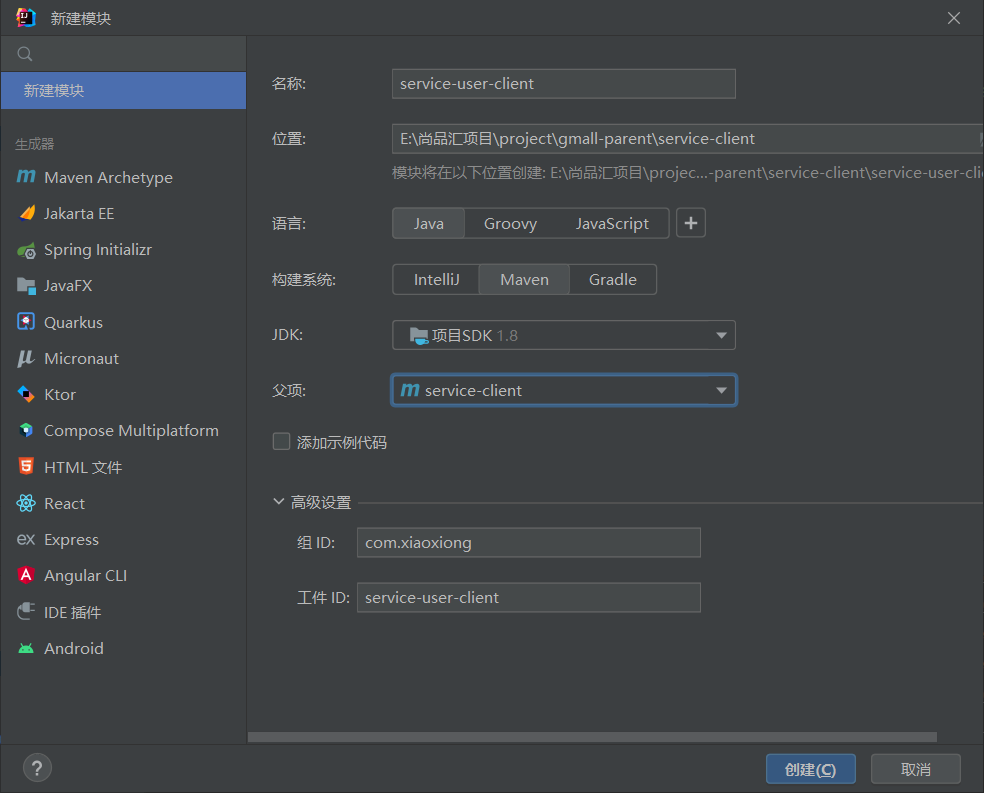 新建模块
新建模块
生成器
Maven Archetype
Jakarta EE
Spring Initializr
JavaFX
Quarkus
Micronaut
Ktor
Compose Multiplatform
HTML 文件
React
Express
Angular CLI
IDE 插件
Android
名称:
service-user-client
位置:
E:\尚品汇项目\project\gmall-parent\service-client
模块将在以下位置创建: E:\尚品汇项目\projec...-parent\service-client\service-user-cli
语言:
Java Groovy JavaScript +
构建系统:
IntelliJ Maven Gradle
JDK:
项目SDK 1.8
父项:
service-client
添加示例代码
高级设置
组 ID:
com.xiaoxiong
工件 ID:
service-user-client
?
创建(C) 取消